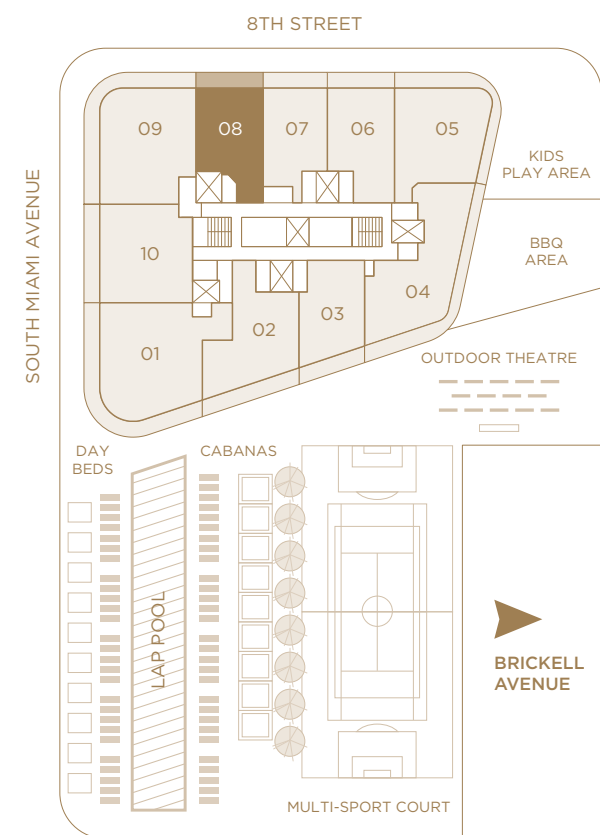 8TH STREET
SOUTH MIAMI AVENUE
09
08
07
06
05
KIDS
PLAY AREA
BBQ
AREA
10
04
03
02
01
OUTDOOR THEATRE
DAY
BEDS
CABANAS
LAP POOL
BRICKELL
AVENUE
MULTI-SPORT COURT